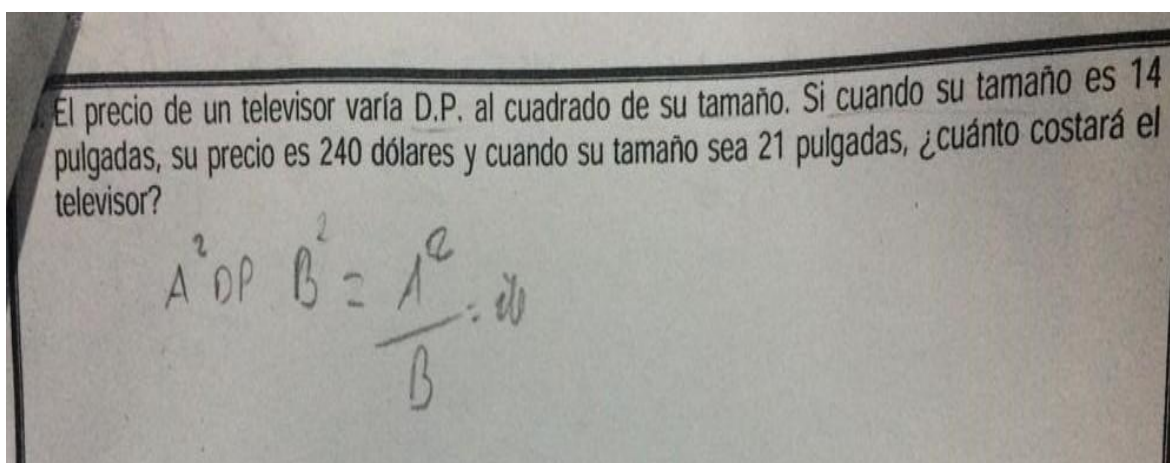 El precio de un televisor varía D.P. al cuadrado de su tamaño. Si cuando su tamaño es 14
pulgadas, su precio es 240 dólares y cuando su tamaño sea 21 pulgadas, ¿cuánto costará el
televisor?
A² DP B² = A² =
B